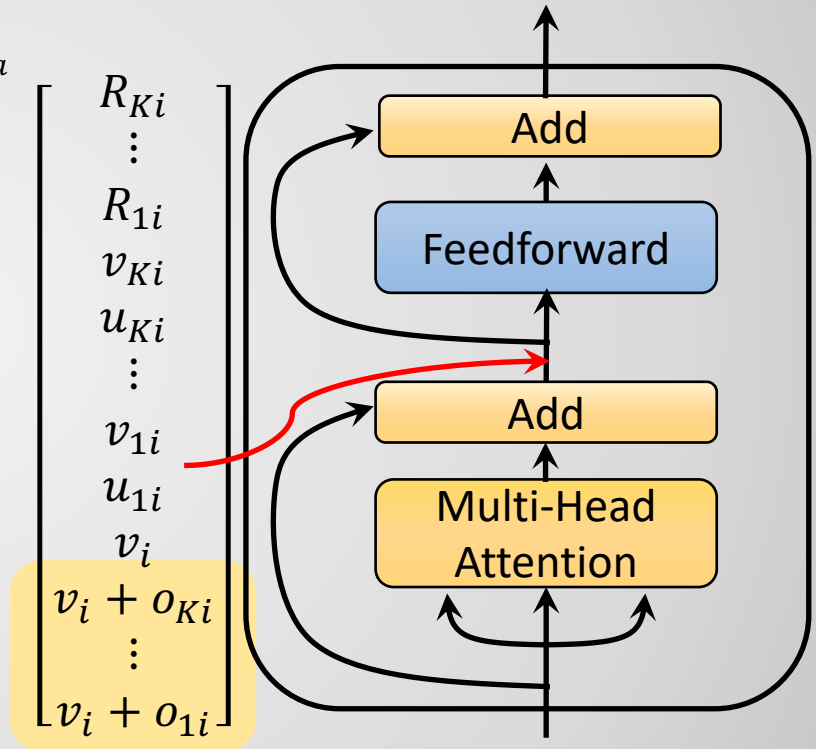 a
R_{Ki}
⋮
R_{1i}
v_{Ki}
u_{Ki}
⋮
v_{1i}
u_{1i}
v_i
v_i + o_{Ki}
⋮
v_i + o_{1i}
Add
Feedforward
Add
Multi-Head
Attention